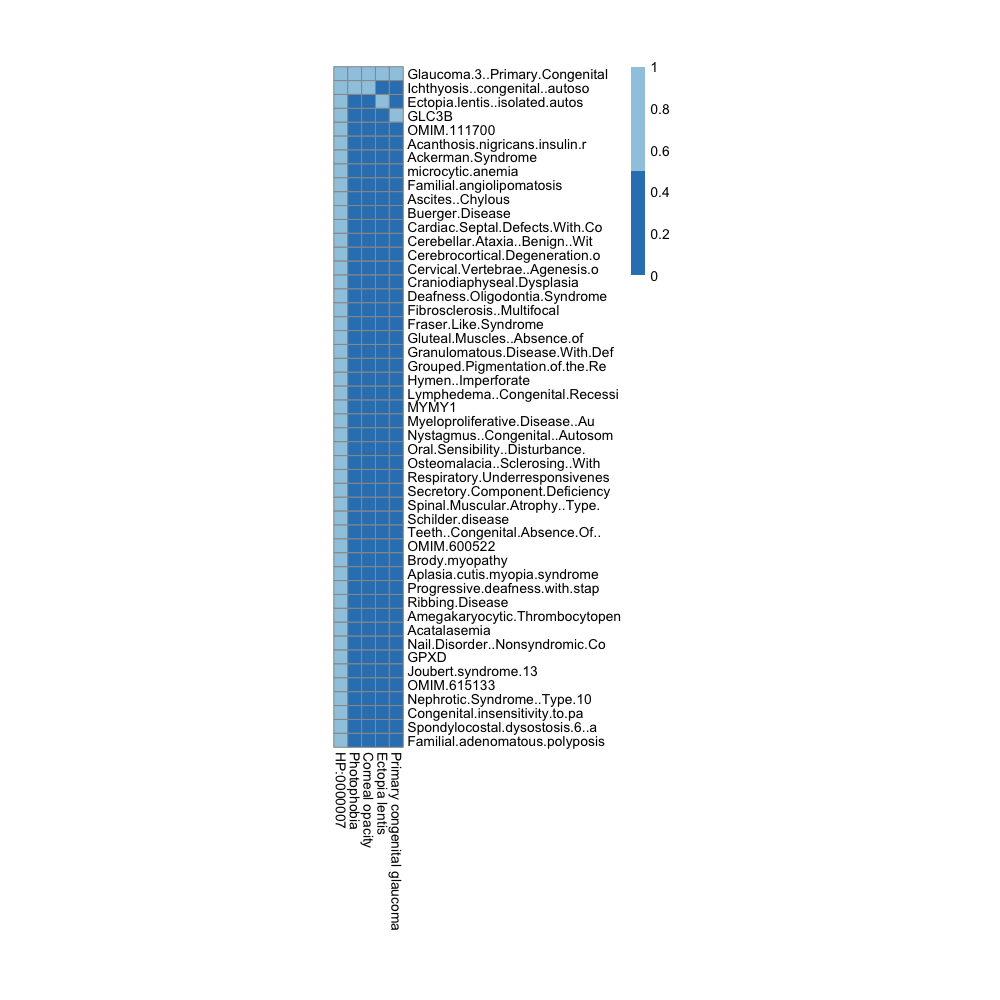 Glaucoma.3..Primary.Congenital
Ichthyosis..congenital..autoso
Ectopia.lentis..isolated.autos
GLC3B
OMIM.111700
Acanthosis.nigricans.insulin.r
Ackerman.Syndrome
microcytic.anemia
Familial.angiolipomatosis
Ascites..Chylous
Buerger.Disease
Cardiac.Septal.Defects.With.Co
Cerebellar.Ataxia..Benign..Wit
Cerebrocortical.Degeneration.o
Cervical.Vertebrae..Agenesis.o
Craniodiaphyseal.Dysplasia
Deafness.Oligodontia.Syndrome
Fibrosclerosis..Multifocal
Fraser.Like.Syndrome
Gluteal.Muscles..Absence.of
Granulomatous.Disease.With.Def
Grouped.Pigmentation.of.the.Re
Hymen..Imperforate
Lymphedema..Congenital.Recessi
MYMY1
Myeloproliferative.Disease..Au
Nystagmus..Congenital..Autosom
Oral.Sensibility..Disturbance.
Osteomalacia..Sclerosing..With
Respiratory.Underresponsivenes
Secretory.Component.Deficiency
Spinal.Muscular.Atrophy..Type.
Schilder.disease
Teeth..Congenital.Absence.Of..
OMIM.600522
Brody.myopathy
Aplasia.cutis.myopia.syndrome
Progressive.deafness.with.stap
Ribbing.Disease
Amegakaryocytic.Thrombocytopen
Acatalasemia
Nail.Disorder..Nonsyndromic.Co
GPXD
Joubert.syndrome.13
OMIM.615133
Nephrotic.Syndrome..Type.10
Congenital.insensitivity.to.pa
Spondylocostal.dysostosis.6..a
Familial.adenomatous.polyposis
1
0.8
0.6
0.4
0.2
0
HP:0000007
Photophobia
Corneal opacity
Ectopia lentis
Primary congenital glaucoma